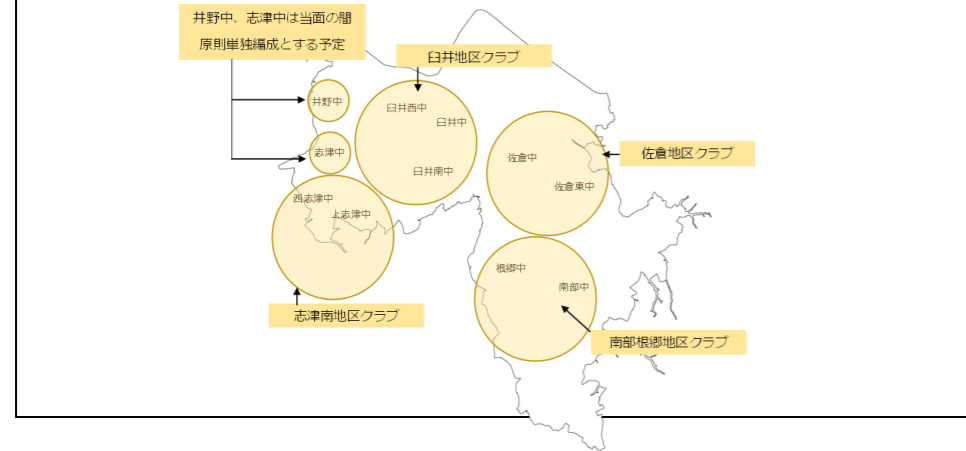 井野中、志津中は当面の間
原則単独編成とする予定
臼井地区クラブ
井野中
臼井西中
臼井中
志津中
臼井南中
佐倉地区クラブ
佐倉中
佐倉東中
西志津中
上志津中
根郷中
南部中
志津南地区クラブ
南部根郷地区クラブ